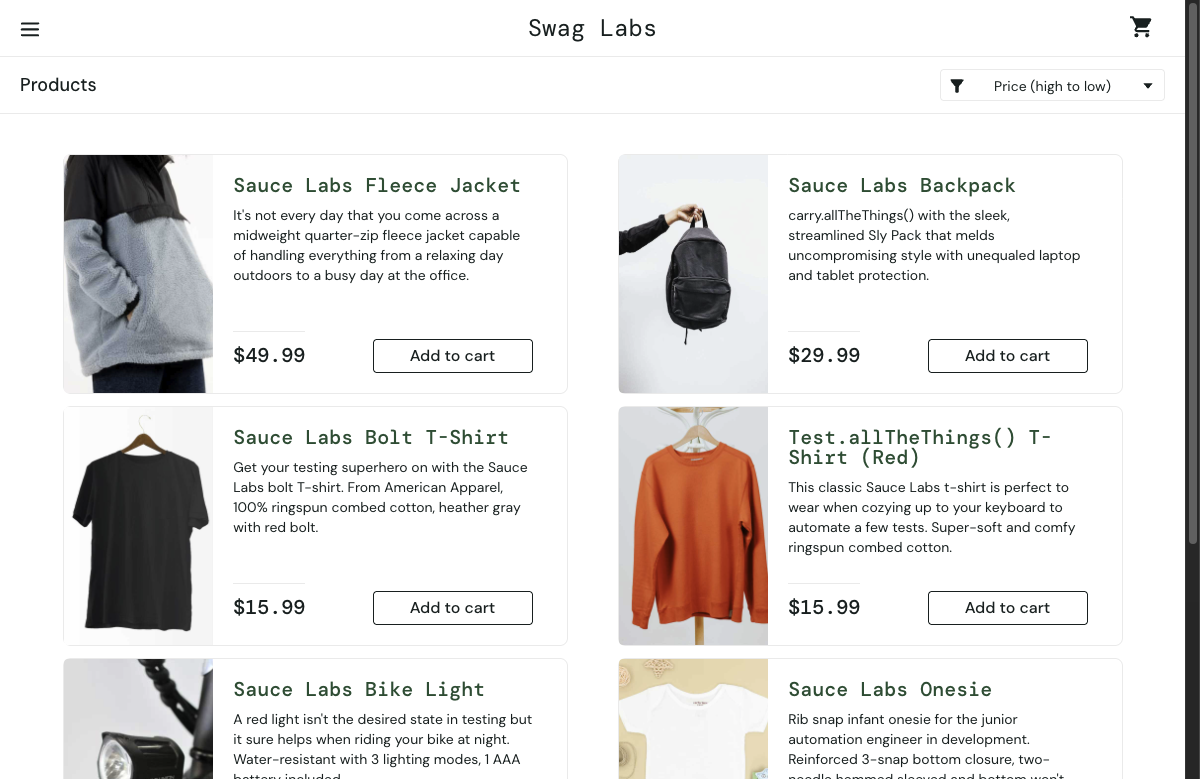 Swag Labs
Products
Price (high to low)
Sauce Labs Fleece Jacket
It's not every day that you come across a
midweight quarter-zip fleece jacket capable
of handling everything from a relaxing day
outdoors to a busy day at the office.
$49.99
Add to cart
Sauce Labs Backpack
carry.allTheThings() with the sleek,
streamlined Sly Pack that melds
uncompromising style with unequaled laptop
and tablet protection.
$29.99
Add to cart
Sauce Labs Bolt T-Shirt
Get your testing superhero on with the Sauce
Labs bolt T-shirt. From American Apparel,
100% ringspun combed cotton, heather gray
with red bolt.
$15.99
Add to cart
Test.allTheThings() T-
Shirt (Red)
This classic Sauce Labs t-shirt is perfect to
wear when cozying up to your keyboard to
automate a few tests. Super-soft and comfy
ringspun combed cotton.
$15.99
Add to cart
Sauce Labs Bike Light
A red light isn't the desired state in testing but
it sure helps when riding your bike at night.
Water-resistant with 3 lighting modes, 1 AAA
battery included.
Sauce Labs Onesie
Rib snap infant onesie for the junior
automation engineer in development.
Reinforced 3-snap bottom closure, two-
needle hemmed sleeved and bottom won't